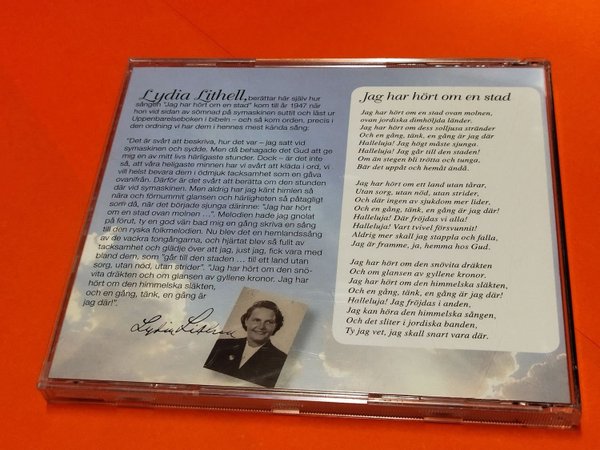 Lydia Lithell, berättar här själv hur
sången "Jag har hört om en stad" kom till år 1947 när
hon vid sidan av sömnad på symaskinen suttit och läst ur
Uppenbarelseboken i bibeln - och så kom orden, precis i
den ordning vi har dem i hennes mest kända sång:
"Det är svårt att beskriva, hur det var - jag satt vid
symaskinen och sydde. Men då behagade det Gud att ge
mig en av mitt livs härligaste stunder. Dock - är det inte
så, att våra heligaste minnen har vi svårt att kläda i ord, vi
vill helst bevara dem i ödmjuk tacksamhet som en gåva
ovanifrån. Därför är det svårt att berätta om den stunden
där vid symaskinen. Men aldrig har jag känt himlen så
nära och förnummit glansen och härligheten så påtagligt
som då, när det började sjunga därinne: "Jag har hört
om en stad ovan molnen ...". Melodien hade jag gnolat
på förut, ty en god vän bad mig en gång skriva en sång
till den ryska folkmelodien. Nu blev det en hemlandssång
av de vackra tongångarna, och hjärtat blev så fullt av
tacksamhet och glädje över att jag, just jag, fick vara med
bland dem, som "går till den staden ... till ett land utan
sorg, utan nöd, utan strider". "Jag har hört om den snö-
vita dräkten och om glansen av gyllene kronor. Jag har
hört om den himmelska släkten,
och en gång, tänk, en gång är
jag där!".
Lydia Lithell
Jag har hört om en stad
Jag har hört om en stad ovan molnen,
ovan jordiska dimhöljda länder.
Jag har hört om dess solljusa stränder
Och en gång, tänk, en gång är jag där
Halleluja! Jag högt måste sjunga.
Halleluja! Jag går till den staden!
Om än stegen bli trötta och tunga.
Bär det uppåt och hemåt ändå.
Jag har hört om ett land utan tårar,
Utan sorg, utan nöd, utan strider,
Och där ingen av sjukdom mer lider,
Och en gång, tänk, en gång är jag där!
Halleluja! Där fröjdas vi alla!
Halleluja! Vart tvivel försvunnit!
Aldrig mer skall jag stappla och falla,
Jag är framme, ja, hemma hos Gud.
Jag har hört om den snövita dräkten
Och om glansen av gyllene kronor.
Jag har hört om den himmelska släkten,
Och en gång, tänk, en gång är jag där!
Halleluja! Jag fröjdas i anden,
Jag kan höra den himmelska sången,
Och det sliter i jordiska banden,
Ty jag vet, jag skall snart vara där.